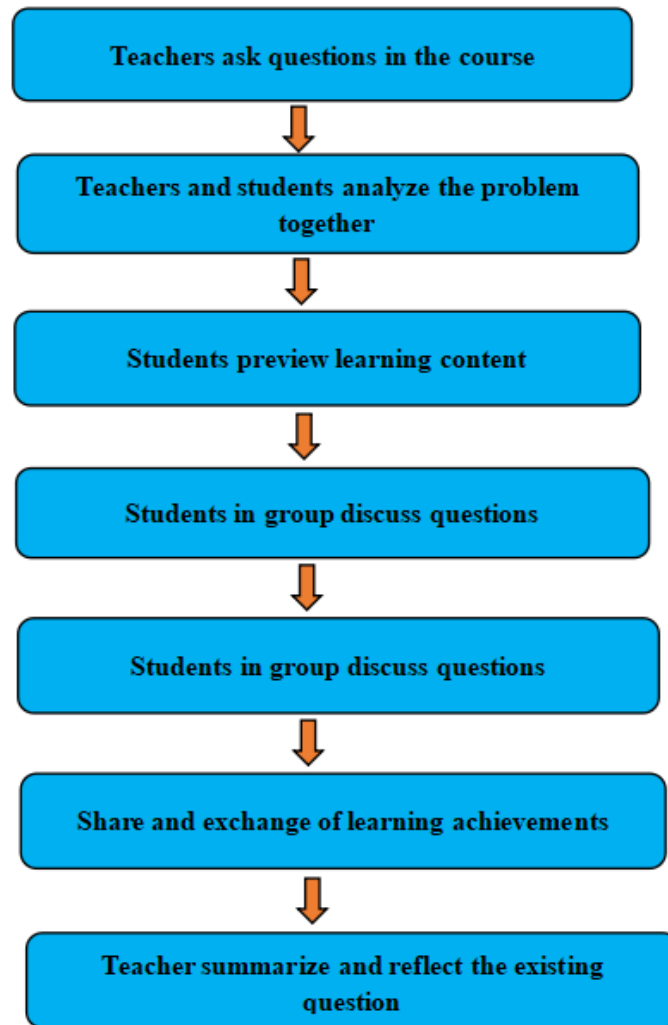 Teachers ask questions in the course
Teachers and students analyze the problem
together
Students preview learning content
Students in group discuss questions
Students in group discuss questions
Share and exchange of learning achievements
Teacher summarize and reflect the existing
question